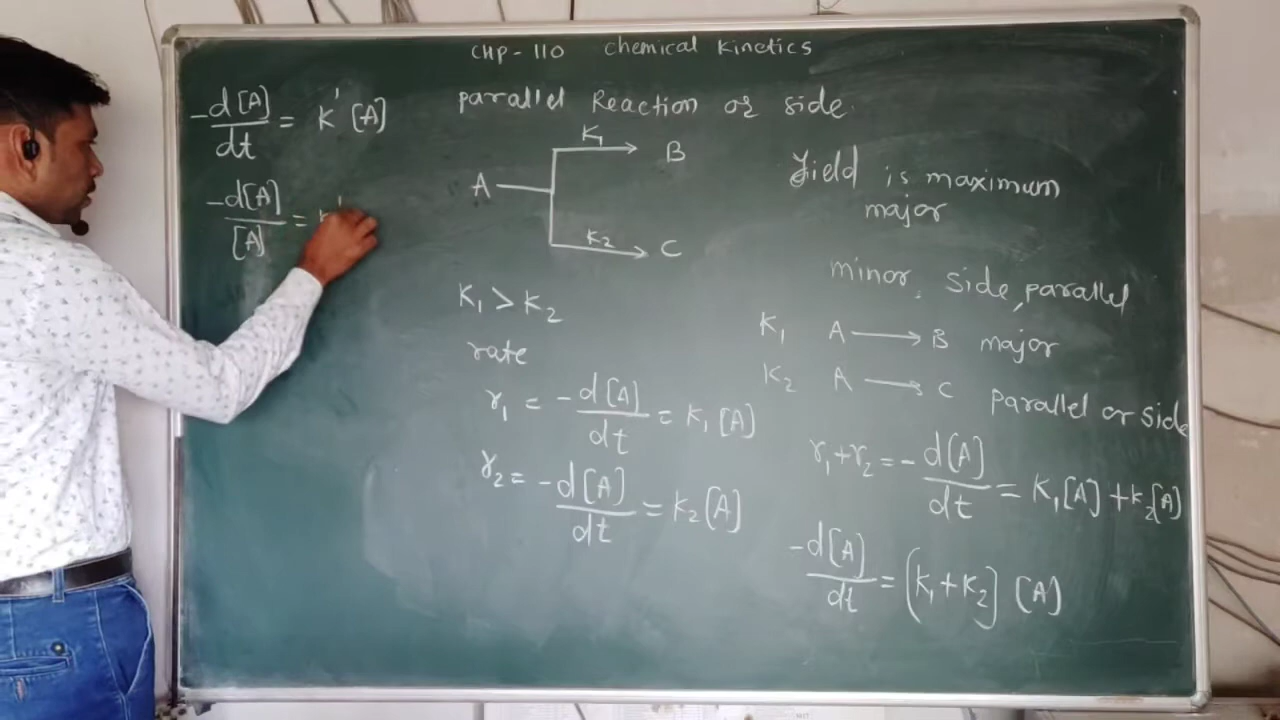 CHP-110 Chemical Kinetics
parallel Reaction or side.
-d[A]/dt = K' [A]
-d[A]/[A] =
A
K1 B
K2 C
K1 > K2
rate
r1 = -d[A]/dt = K1[A]
r2 = -d[A]/dt = K2[A]
Yield is maximum
major
minor, side, parallel
K1 A ⟶ B major
K2 A ⟶ C parallel or side
r1+r2 = -d[A]/dt = K1[A] + K2[A]
-d[A]/dt = (K1+K2] [A]